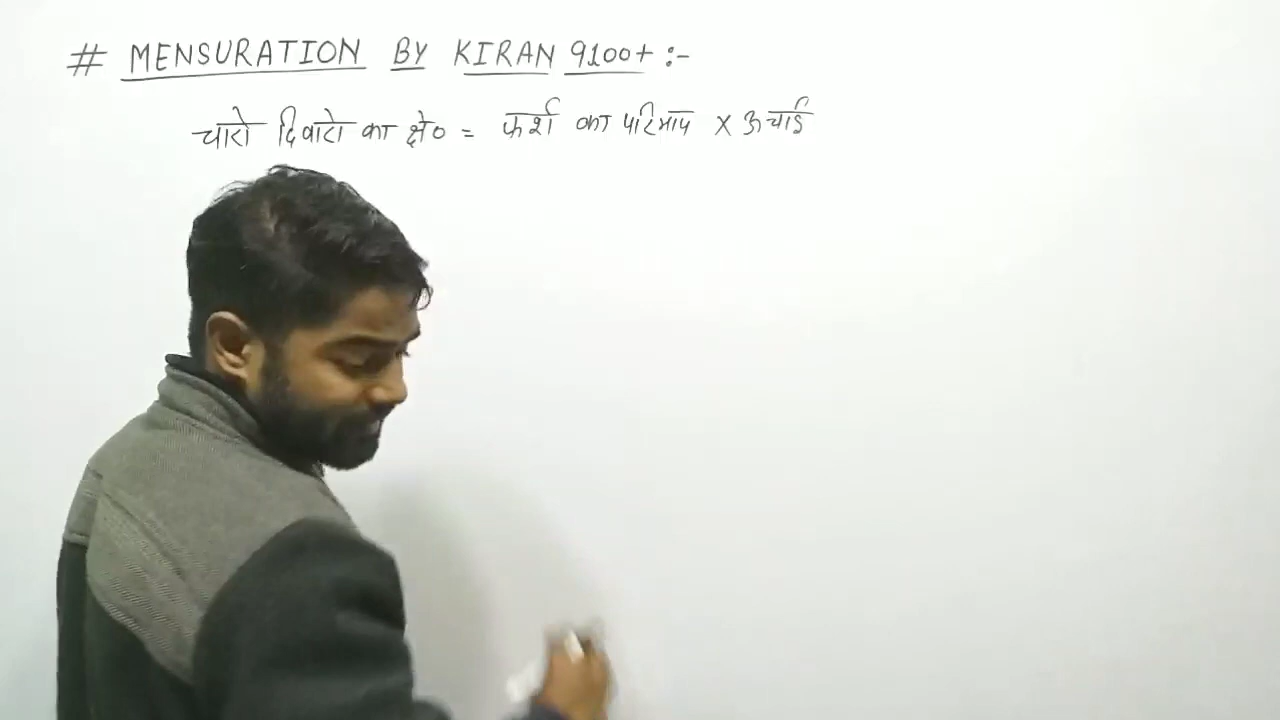 # MENSURATION BY KIRAN 9100+ :-
चारो दिवारो का क्षे० = फर्श का परिमाप × ऊचाई